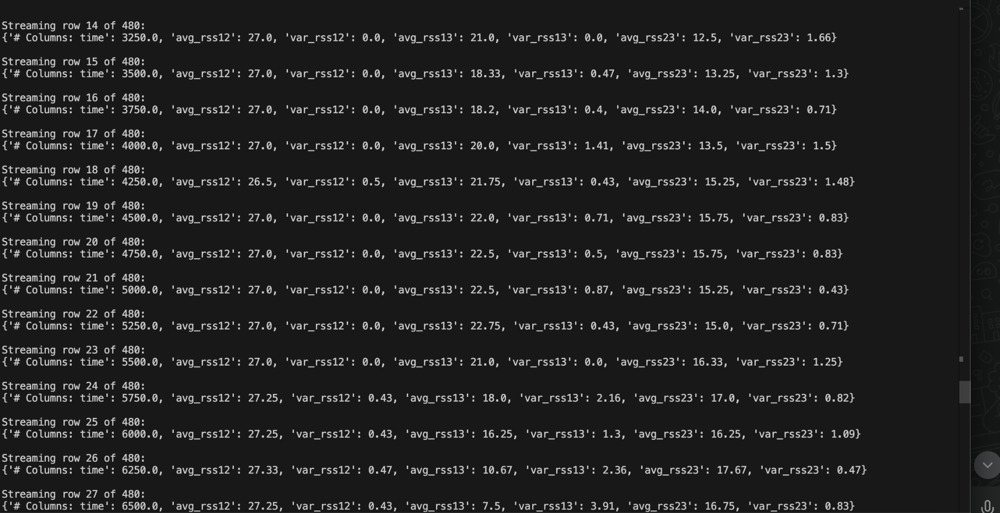 Streaming row 14 of 480:
{'# Columns: time': 3250.0, 'avg_rss12': 27.0, 'var_rss12': 0.0, 'avg_rss13': 21.0, 'var_rss13': 0.0, 'avg_rss23': 12.5, 'var_rss23': 1.66}
Streaming row 15 of 480:
{'# Columns: time': 3500.0, 'avg_rss12': 27.0, 'var_rss12': 0.0, 'avg_rss13': 18.33, 'var_rss13': 0.47, 'avg_rss23': 13.25, 'var_rss23': 1.3}
Streaming row 16 of 480:
{'# Columns: time': 3750.0, 'avg_rss12': 27.0, 'var_rss12': 0.0, 'avg_rss13': 18.2, 'var_rss13': 0.4, 'avg_rss23': 14.0, 'var_rss23': 0.71}
Streaming row 17 of 480:
{'# Columns: time': 4000.0, 'avg_rss12': 27.0, 'var_rss12': 0.0, 'avg_rss13': 20.0, 'var_rss13': 1.41, 'avg_rss23': 13.5, 'var_rss23': 1.5}
Streaming row 18 of 480:
{'# Columns: time': 4250.0, 'avg_rss12': 26.5, 'var_rss12': 0.5, 'avg_rss13': 21.75, 'var_rss13': 0.43, 'avg_rss23': 15.25, 'var_rss23': 1.48}
Streaming row 19 of 480:
{'# Columns: time': 4500.0, 'avg_rss12': 27.0, 'var_rss12': 0.0, 'avg_rss13': 22.0, 'var_rss13': 0.71, 'avg_rss23': 15.75, 'var_rss23': 0.83}
Streaming row 20 of 480:
{'# Columns: time': 4750.0, 'avg_rss12': 27.0, 'var_rss12': 0.0, 'avg_rss13': 22.5, 'var_rss13': 0.5, 'avg_rss23': 15.75, 'var_rss23': 0.83}
Streaming row 21 of 480:
{'# Columns: time': 5000.0, 'avg_rss12': 27.0, 'var_rss12': 0.0, 'avg_rss13': 22.5, 'var_rss13': 0.87, 'avg_rss23': 15.25, 'var_rss23': 0.43}
Streaming row 22 of 480:
{'# Columns: time': 5250.0, 'avg_rss12': 27.0, 'var_rss12': 0.0, 'avg_rss13': 22.75, 'var_rss13': 0.43, 'avg_rss23': 15.0, 'var_rss23': 0.71}
Streaming row 23 of 480:
{'# Columns: time': 5500.0, 'avg_rss12': 27.0, 'var_rss12': 0.0, 'avg_rss13': 21.0, 'var_rss13': 0.0, 'avg_rss23': 16.33, 'var_rss23': 1.25}
Streaming row 24 of 480:
{'# Columns: time': 5750.0, 'avg_rss12': 27.25, 'var_rss12': 0.43, 'avg_rss13': 18.0, 'var_rss13': 2.16, 'avg_rss23': 17.0, 'var_rss23': 0.82}
Streaming row 25 of 480:
{'# Columns: time': 6000.0, 'avg_rss12': 27.25, 'var_rss12': 0.43, 'avg_rss13': 16.25, 'var_rss13': 1.3, 'avg_rss23': 16.25, 'var_rss23': 1.09}
Streaming row 26 of 480:
{'# Columns: time': 6250.0, 'avg_rss12': 27.33, 'var_rss12': 0.47, 'avg_rss13': 10.67, 'var_rss13': 2.36, 'avg_rss23': 17.67, 'var_rss23': 0.47}
Streaming row 27 of 480:
{'# Columns: time': 6500.0, 'avg_rss12': 27.25, 'var_rss12': 0.43, 'avg_rss13': 7.5, 'var_rss13': 3.91, 'avg_rss23': 16.75, 'var_rss23': 0.83}